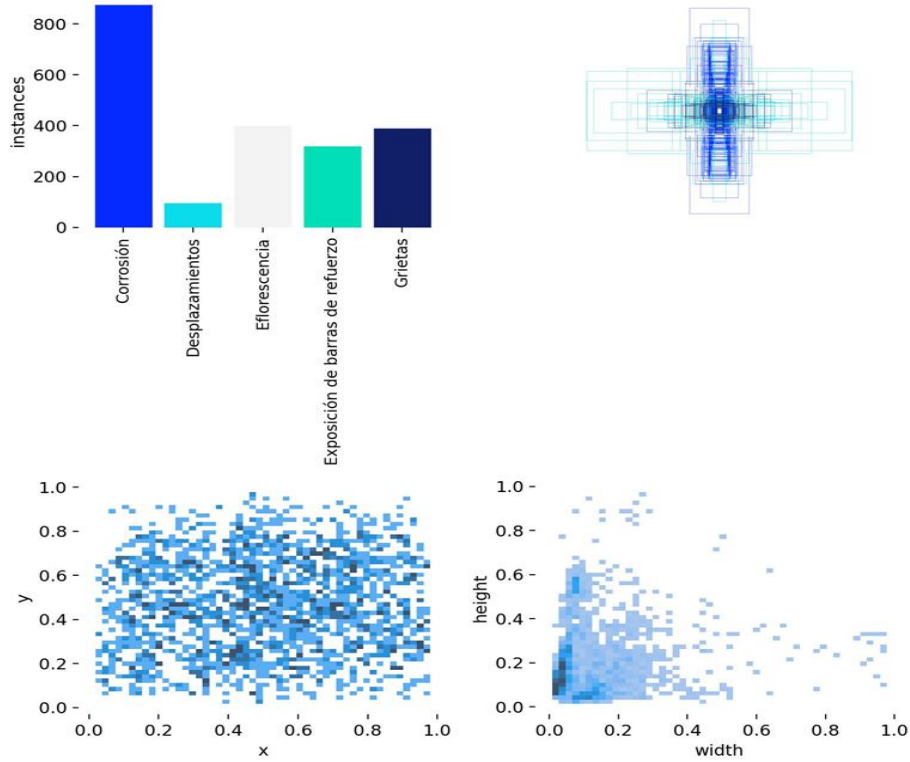 800
600
400
200
0
instances
Corrosión
Desplazamientos
Eflorescencia
Exposición de barras de refuerzo
Grietas
1.0
0.8
0.6
0.4
0.2
0.0
y
0.0 0.2 0.4 0.6 0.8 1.0
x
1.0
0.8
0.6
0.4
0.2
0.0
height
0.0 0.2 0.4 0.6 0.8 1.0
width